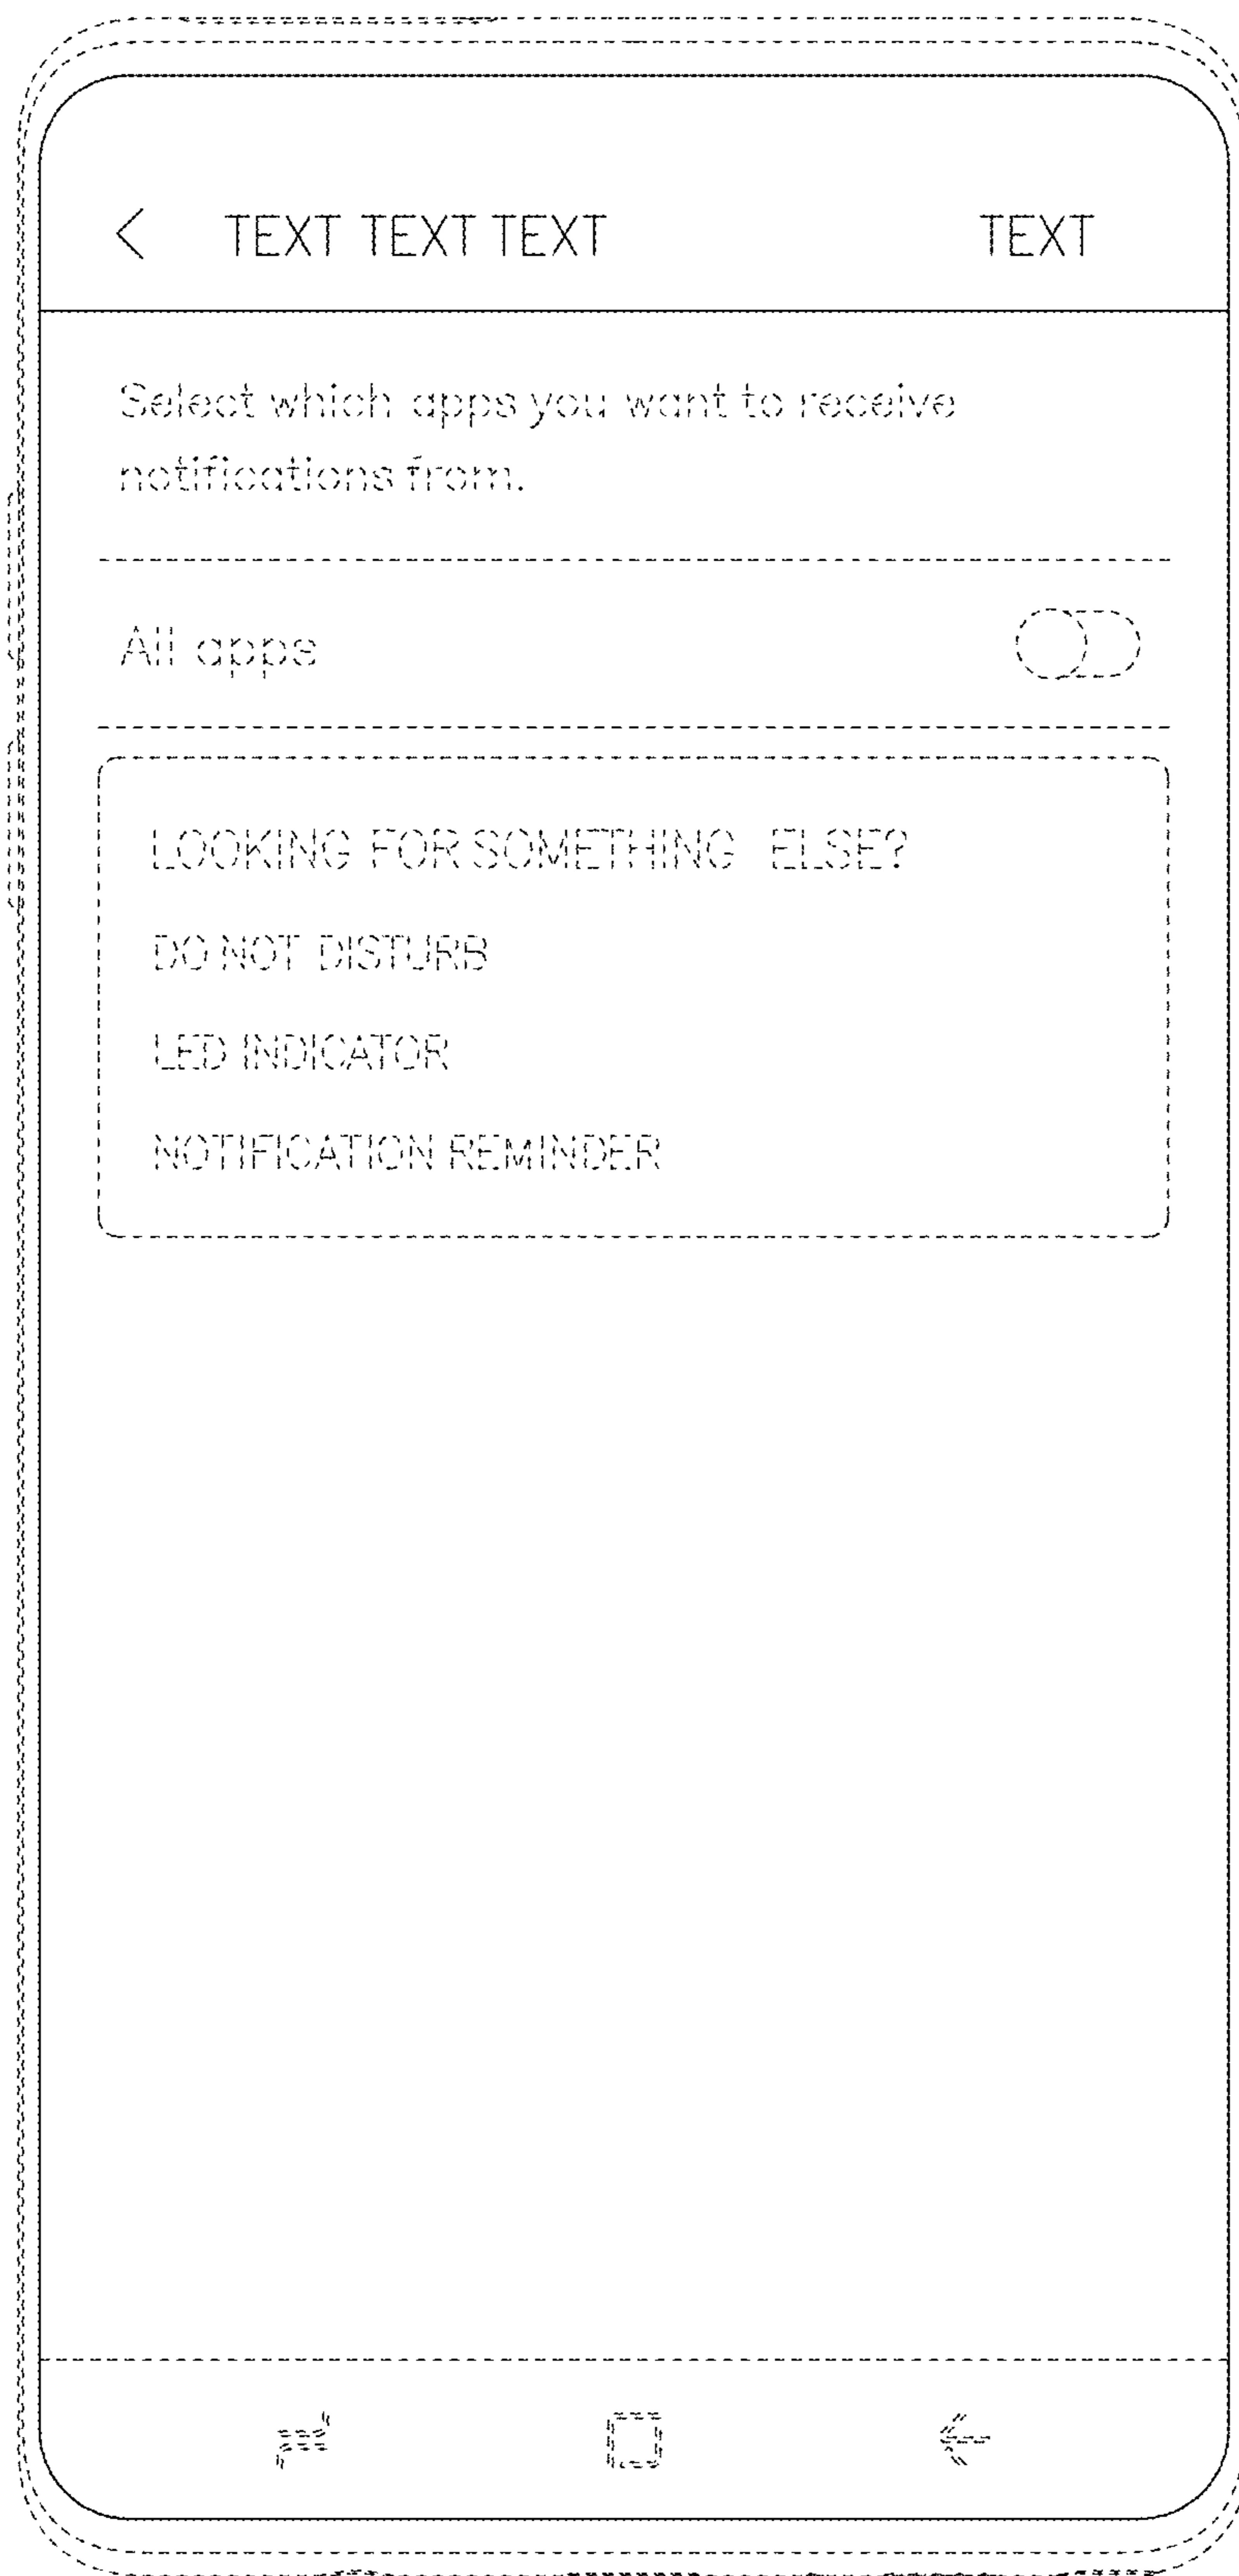 < TEXT TEXT TEXT TEXT
Select which apps you want to receive
notifications from.
All apps
LOOKING FOR SOMETHING ELSE?
DO NOT DISTURB
LED INDICATOR
NOTIFICATION REMINDER